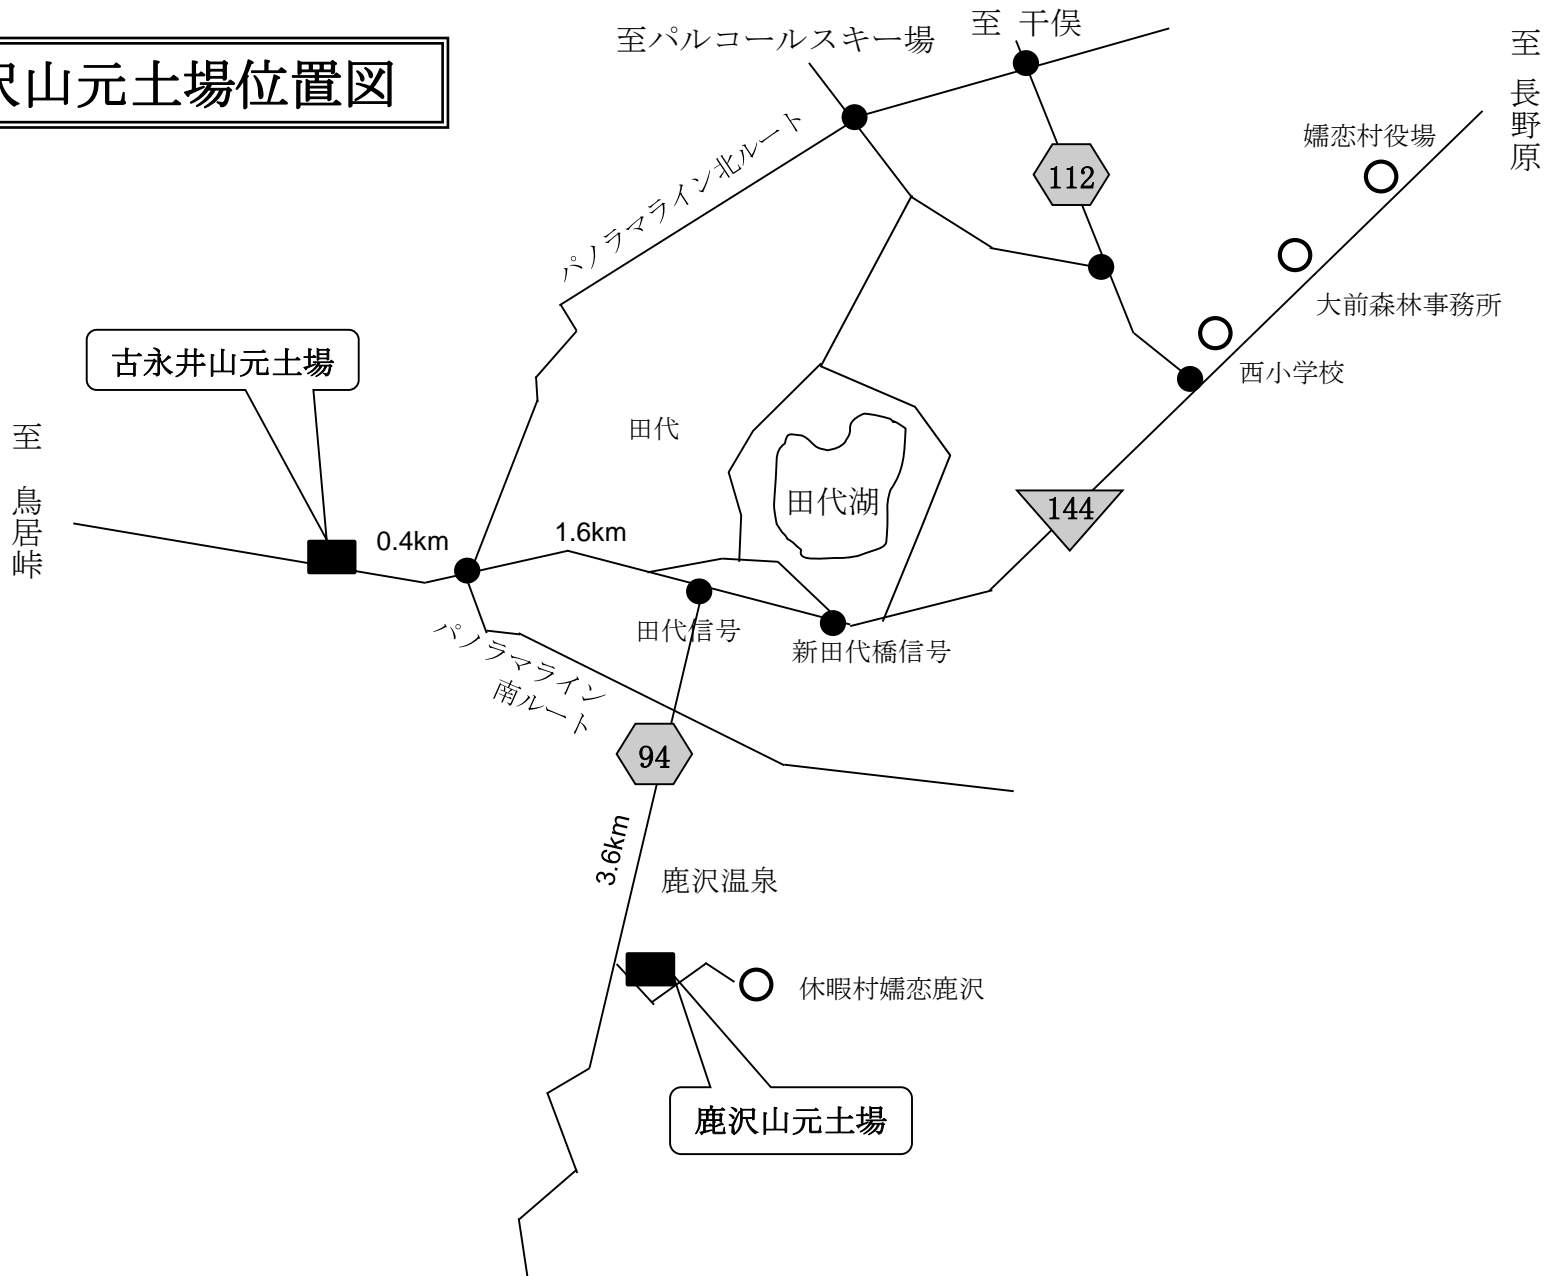 至パルコールスキー場
至 干俣
至 長野原
沢山元土場位置図
嬬恋村役場
パノラマライン北ルート
112
大前森林事務所
古永井山元土場
西小学校
田代
至 鳥居峠
田代湖
144
0.4km
1.6km
田代信号
新田代橋信号
パノラマライン
南ルート
94
3.6km
鹿沢温泉
休暇村嬬恋鹿沢
鹿沢山元土場